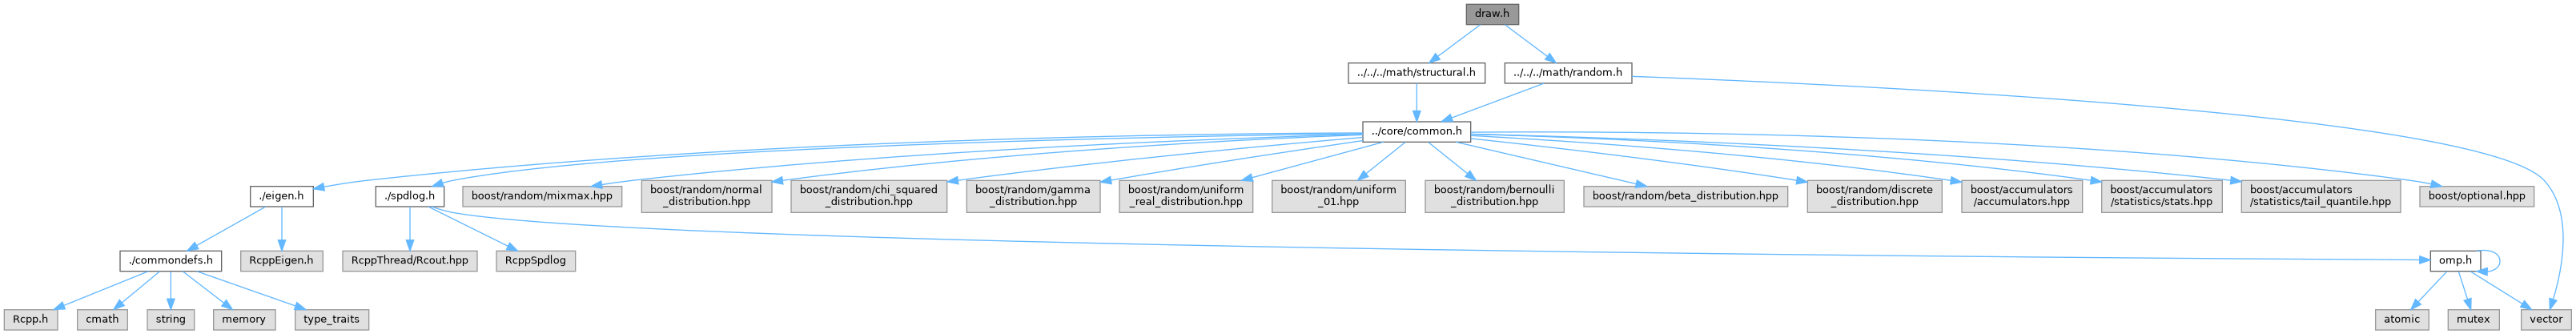 draw.h
../../../math/structural.h
../../../math/random.h
../core/common.h
./eigen.h
./spdlog.h
boost/random/mixmax.hpp
boost/random/normal
_distribution.hpp
boost/random/chi_squared
_distribution.hpp
boost/random/gamma
_distribution.hpp
boost/random/uniform
_real_distribution.hpp
boost/random/uniform
_01.hpp
boost/random/bernoulli
_distribution.hpp
boost/random/beta_distribution.hpp
boost/random/discrete
_distribution.hpp
boost/accumulators
/accumulators.hpp
boost/accumulators
/statistics/stats.hpp
boost/accumulators
/statistics/tail_quantile.hpp
boost/optional.hpp
./commondefs.h
RcppEigen.h
RcppThread/Rcout.hpp
RcppSpdlog
omp.h
Rcpp.h
cmath
string
memory
type_traits
atomic
mutex
vector